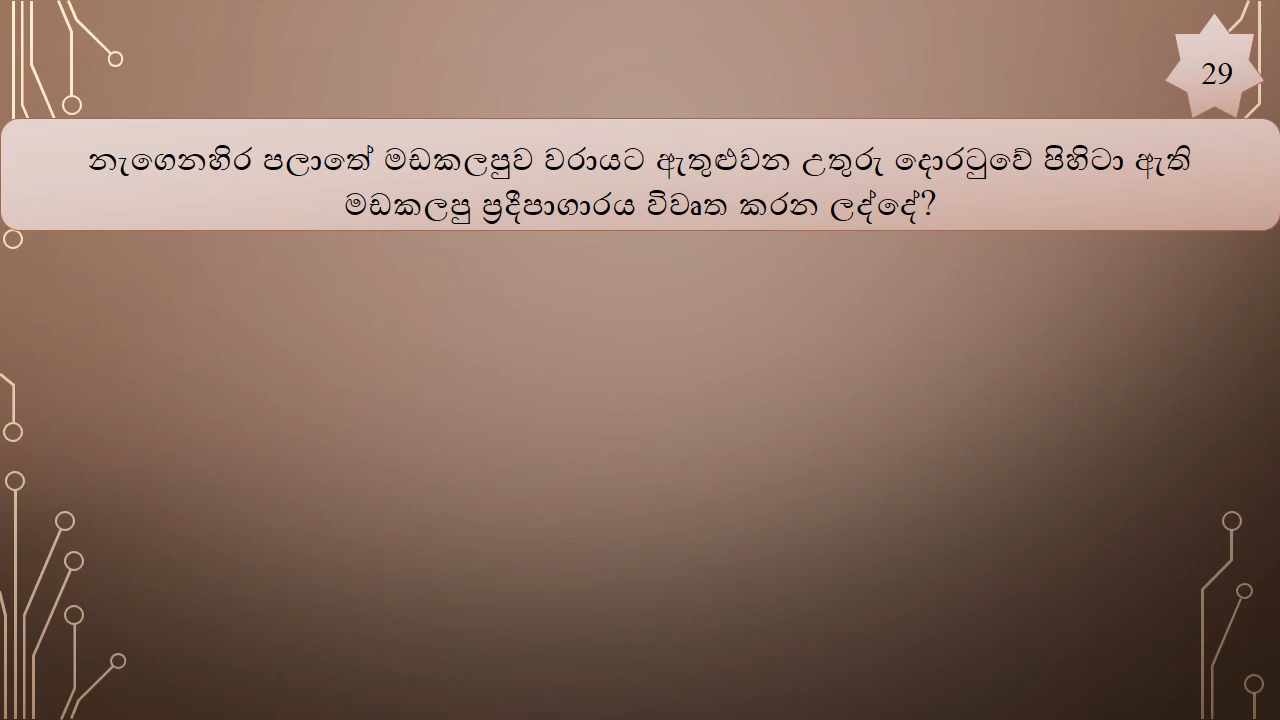 29
නැගෙනහිර පලාතේ මඩකලපුව වරායට ඇතුළුවන උතුරු දොරටුවේ පිහිටා ඇති
මඩකලපු ප්‍රදීපාගාරය විවෘත කරන ලද්දේ?